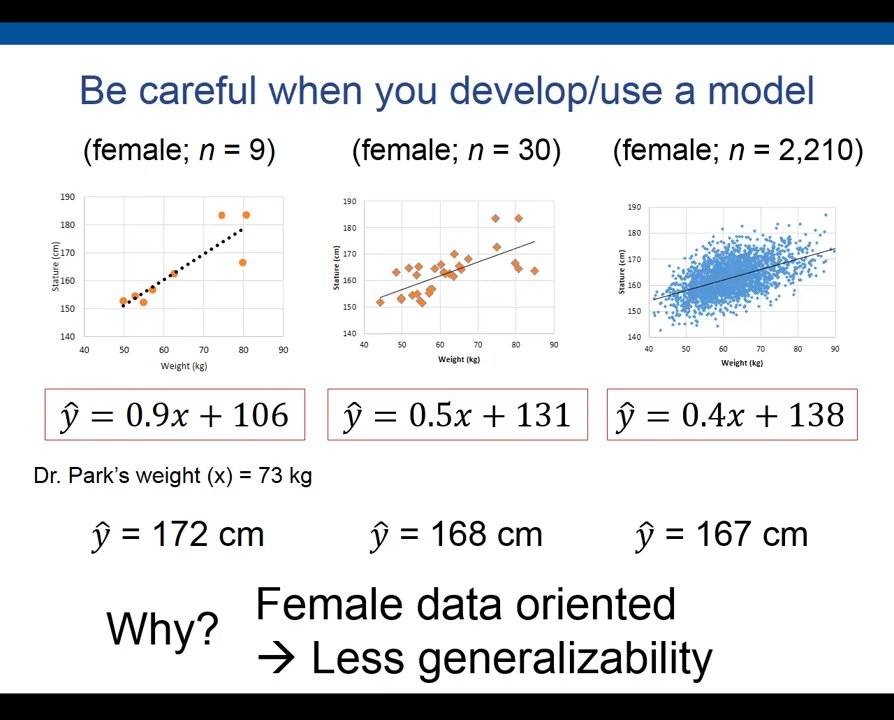 Be careful when you develop/use a model
(female; n = 9) (female; n = 30) (female; n = 2,210)
190
180
170
160
150
140
Stature (cm)
40 50 60 70 80 90
Weight (kg)
190
180
170
160
150
140
Stature (cm)
40 50 60 70 80 90
Weight (kg)
190
180
170
160
150
140
Stature (cm)
40 50 60 70 80 90
Weight (kg)
ŷ = 0.9x + 106 ŷ = 0.5x + 131 ŷ = 0.4x + 138
Dr. Park's weight (x) = 73 kg
ŷ = 172 cm ŷ = 168 cm ŷ = 167 cm
Why?
Female data oriented
→ Less generalizability